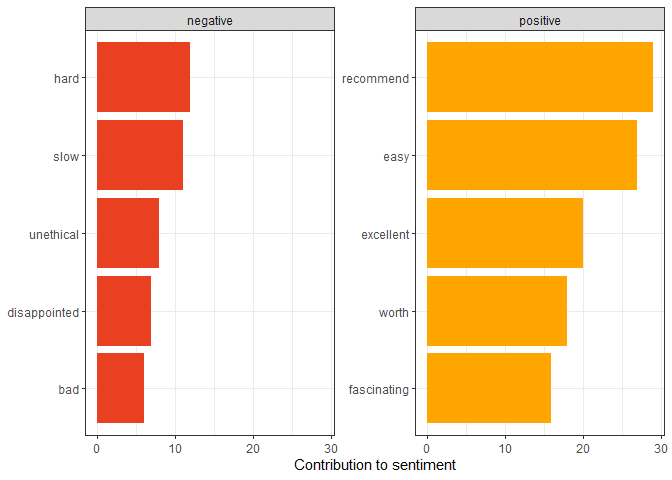 negative
hard
slow
unethical
disappointed
bad
0 10 20 30
positive
recommend
easy
excellent
worth
fascinating
0 10 20 30
Contribution to sentiment